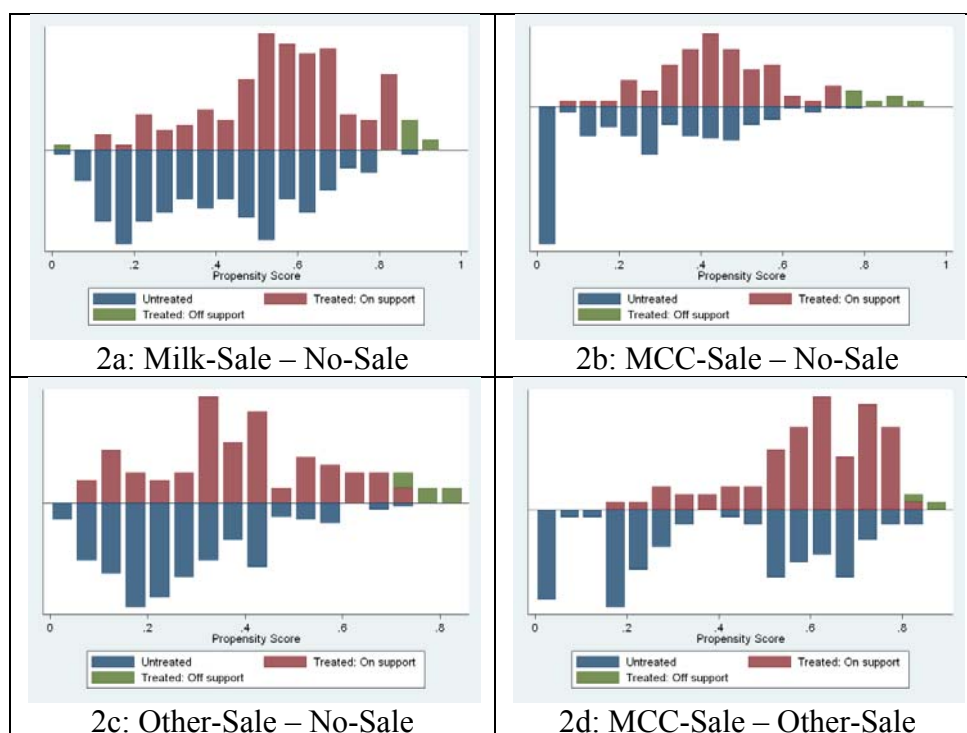 0 .2 .4 .6 .8 1
Propensity Score
Untreated Treated: On support
Treated: Off support
2a: Milk-Sale – No-Sale
0 .2 .4 .6 .8 1
Propensity Score
Untreated Treated: On support
Treated: Off support
2b: MCC-Sale – No-Sale
0 .2 .4 .6 .8
Propensity Score
Untreated Treated: On support
Treated: Off support
2c: Other-Sale – No-Sale
0 .2 .4 .6 .8
Propensity Score
Untreated Treated: On support
Treated: Off support
2d: MCC-Sale – Other-Sale